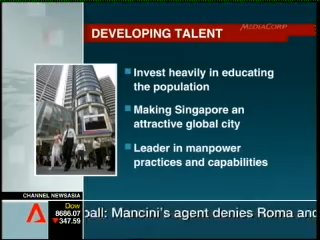 MEDIACORP
DEVELOPING TALENT
Invest heavily in educating
the population
Making Singapore an
attractive global city
Leader in manpower
practices and capabilities
CHANNEL NEWSASIA
Dow
8686.07
347.59
ball: Mancini's agent denies Roma and